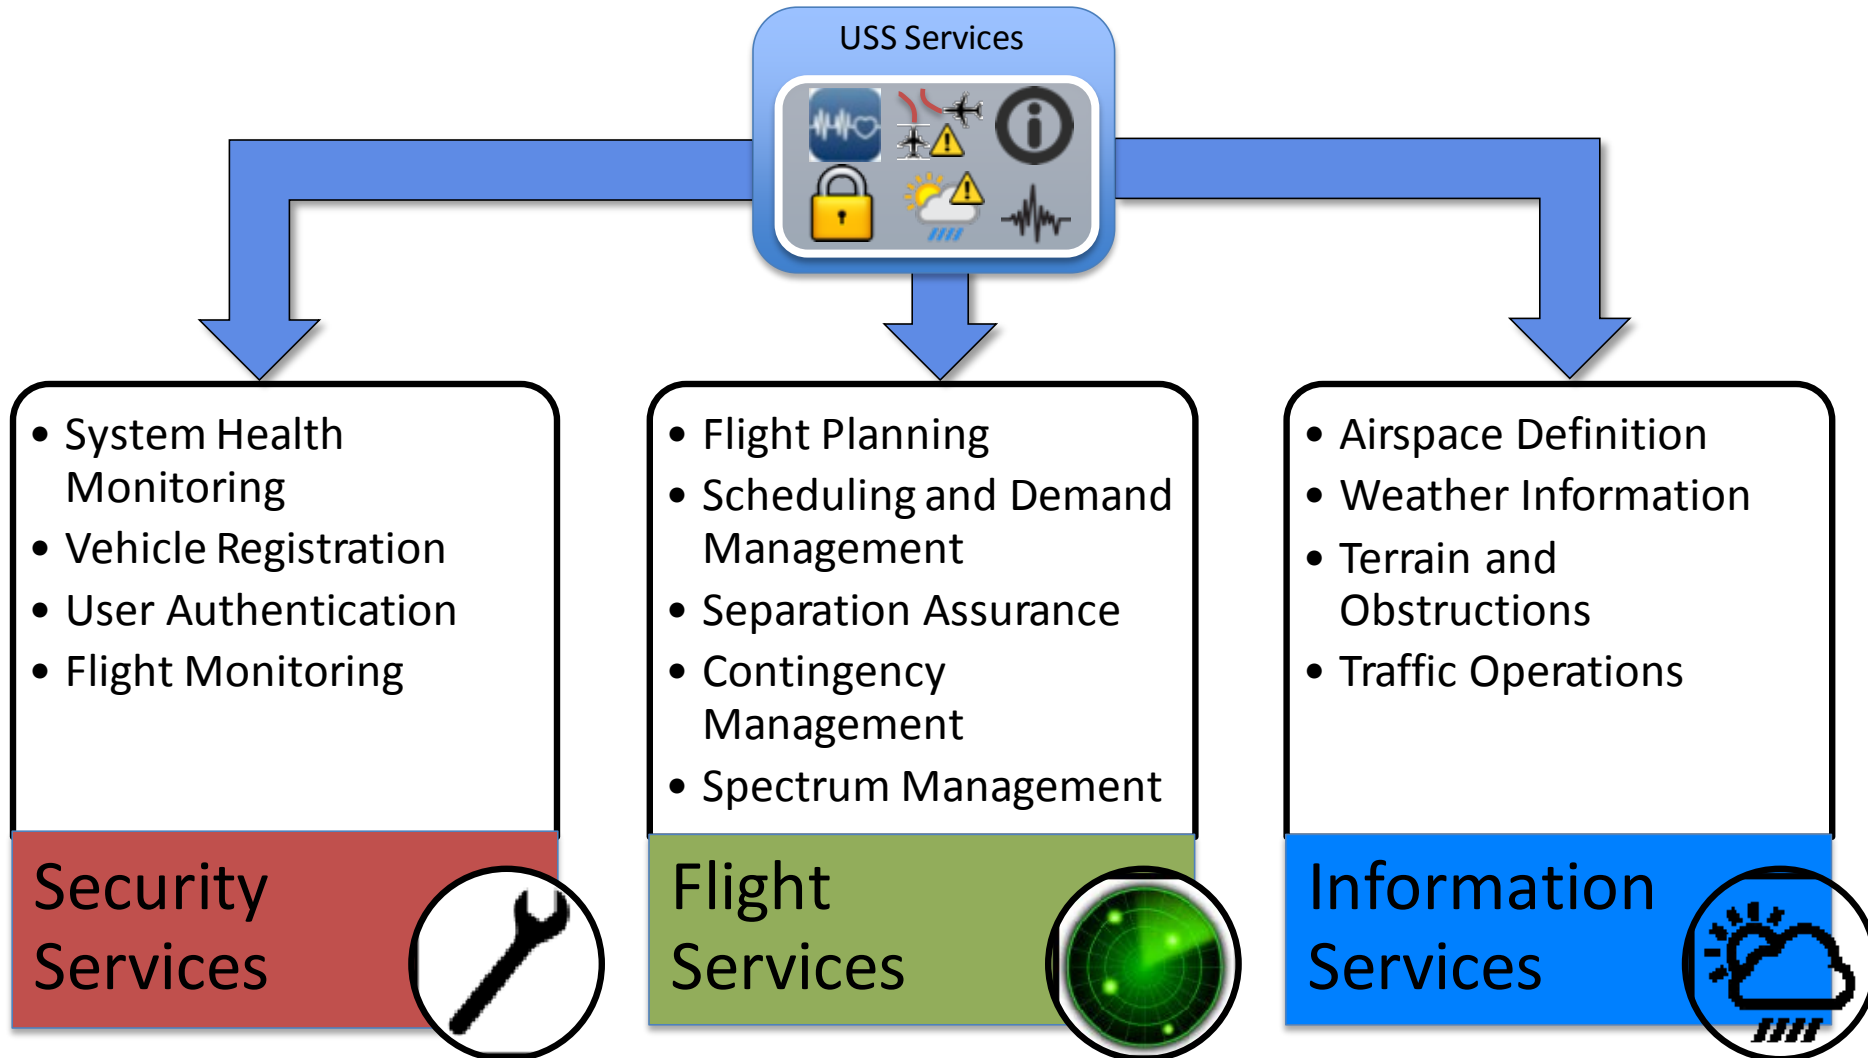 USS Services
• System Health
Monitoring
• Vehicle Registration
• User Authentication
• Flight Monitoring
Security
Services
• Flight Planning
• Scheduling and Demand
Management
• Separation Assurance
• Contingency
Management
• Spectrum Management
Flight
Services
• Airspace Definition
• Weather Information
• Terrain and
Obstructions
• Traffic Operations
Information
Services